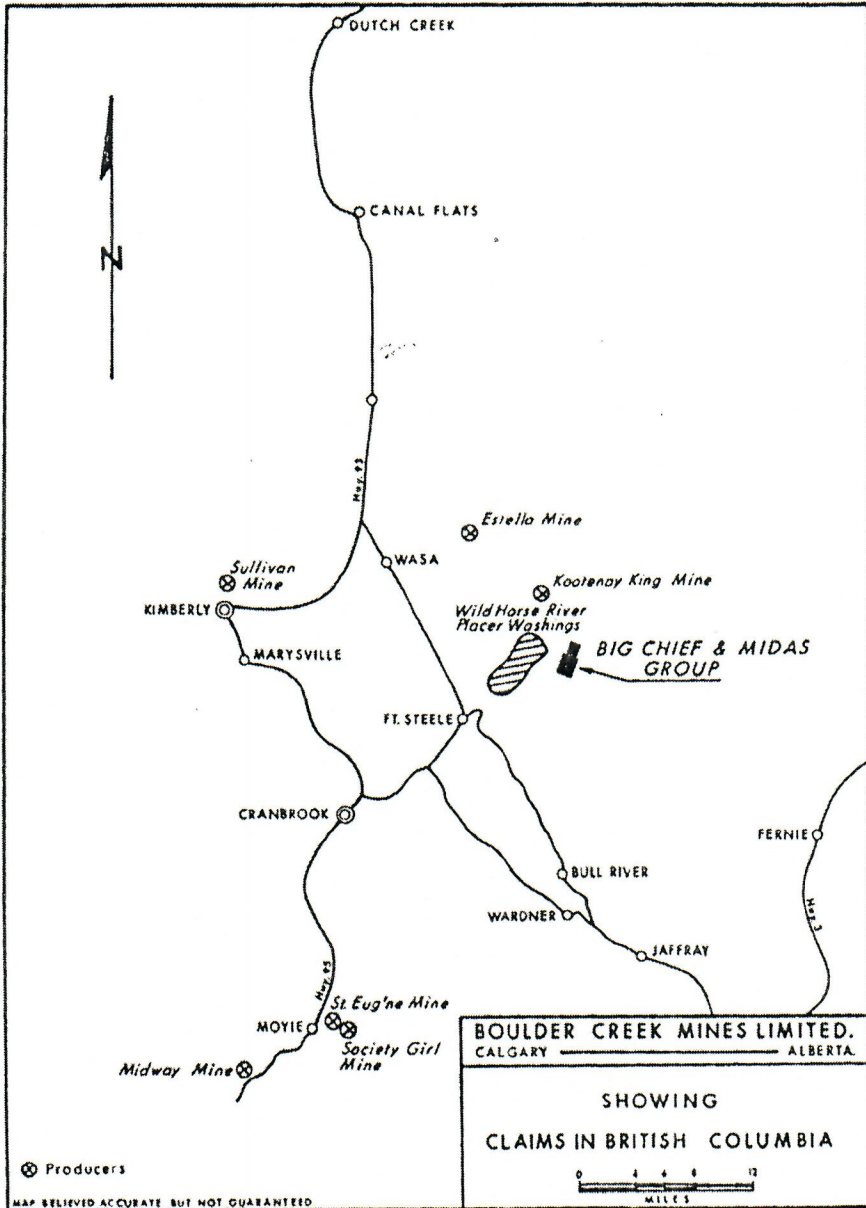 DUTCH CREEK
N
CANAL FLATS
Hwy. 93
Estella Mine
WASA
Sullivan
Mine
Kootenay King Mine
KIMBERLY
Wild Horse River
Placer Washings
BIG CHIEF & MIDAS
GROUP
MARYSVILLE
FT. STEELE
CRANBROOK
FERNIE
BULL RIVER
Hwy. 3
WARDNER
JAFFRAY
Hwy. 95
St. Eug'ne Mine
MOYIE
Society Girl
Mine
Midway Mine
BOULDER CREEK MINES LIMITED.
CALGARY ALBERTA.
SHOWING
CLAIMS IN BRITISH COLUMBIA
0 4 6 8 12
MILES
Producers
MAP BELIEVED ACCURATE BUT NOT GUARANTEED